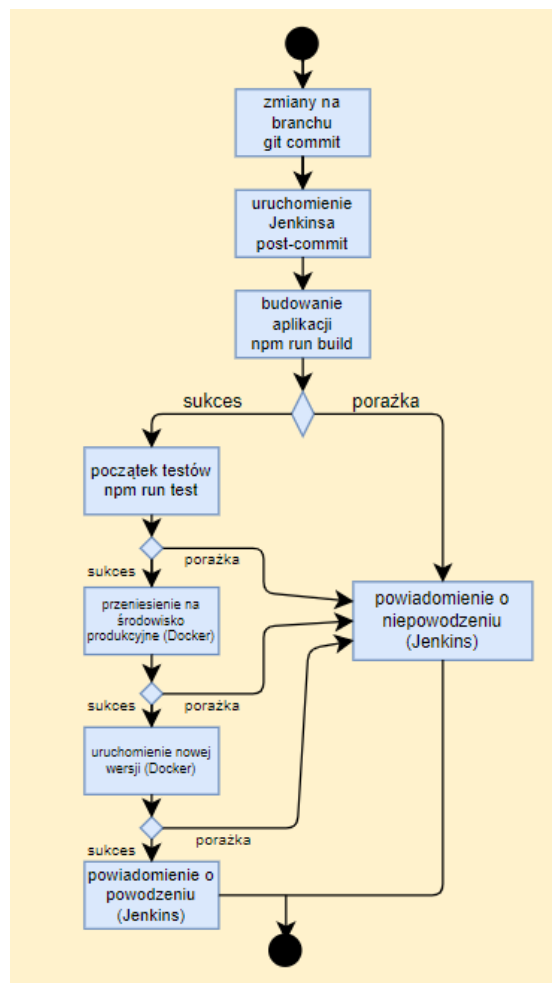 zmiany na
branchu
git commit
uruchomienie
Jenkinsa
post-commit
budowanie
aplikacji
npm run build
sukces
porażka
początek testów
npm run test
porażka
sukces
przeniesienie na
środowisko
produkcyjne (Docker)
powiadomienie o
niepowodzeniu
(Jenkins)
sukces
porażka
uruchomienie nowej
wersji (Docker)
porażka
sukces
powiadomienie o
powodzeniu
(Jenkins)